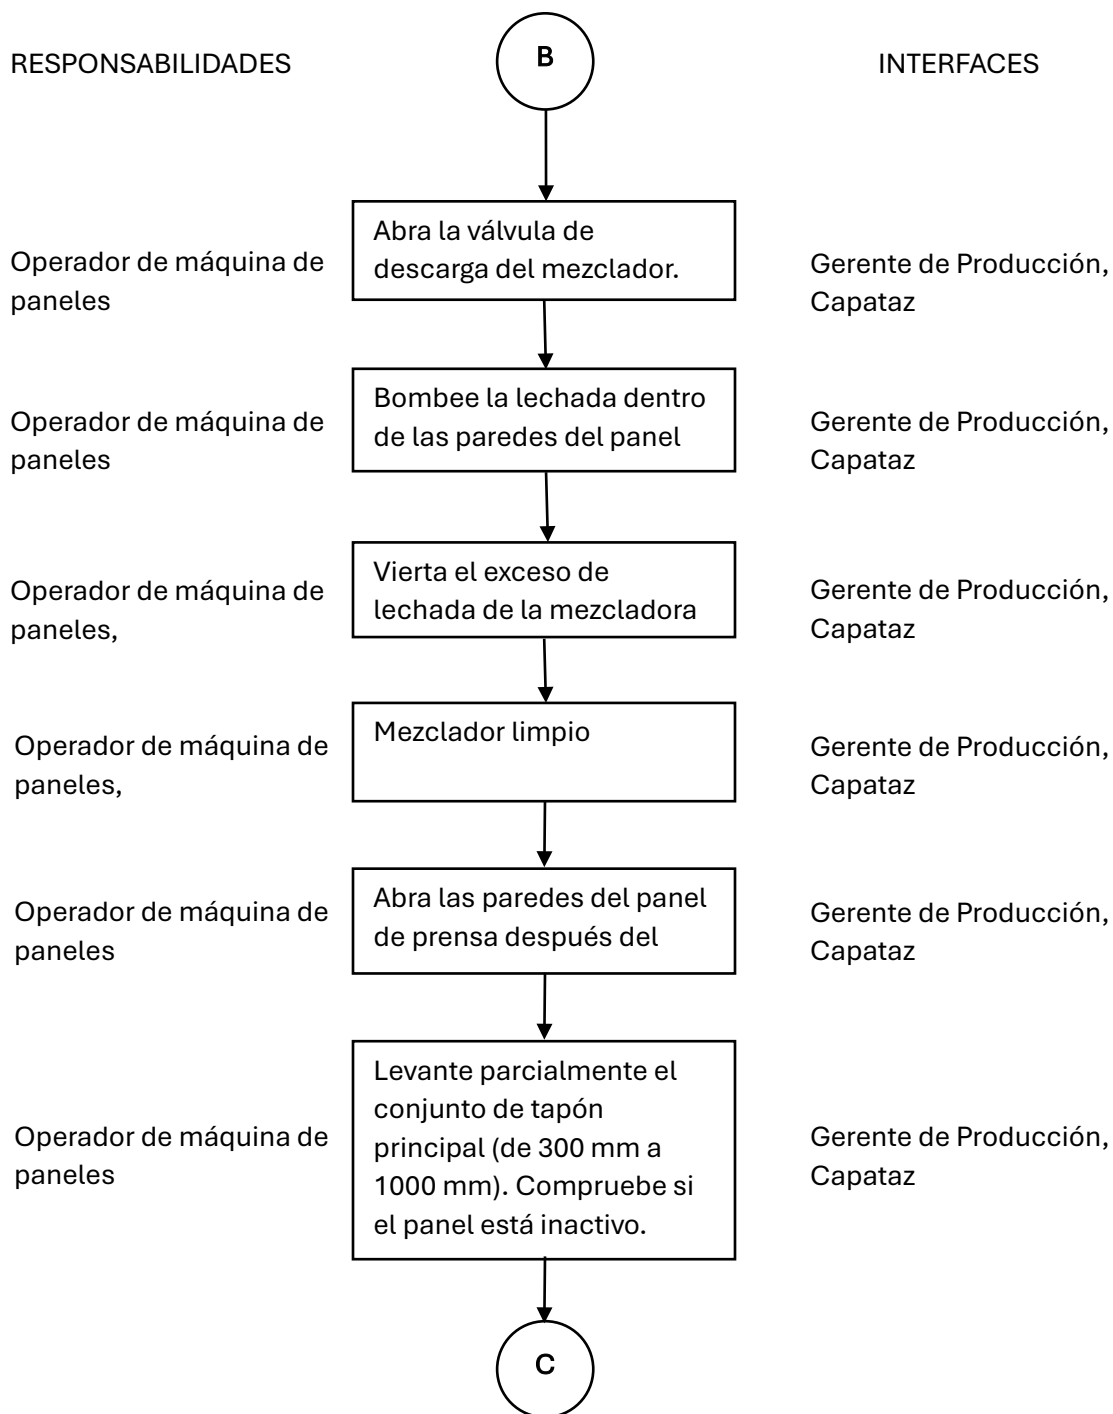 RESPONSABILIDADES
B
INTERFACES
Operador de máquina de
paneles
Abra la válvula de
descarga del mezclador.
Gerente de Producción,
Capataz
Operador de máquina de
paneles
Bombee la lechada dentro
de las paredes del panel
Gerente de Producción,
Capataz
Operador de máquina de
paneles,
Vierta el exceso de
lechada de la mezcladora
Gerente de Producción,
Capataz
Operador de máquina de
paneles,
Mezclador limpio
Gerente de Producción,
Capataz
Operador de máquina de
paneles
Abra las paredes del panel
de prensa después del
Gerente de Producción,
Capataz
Operador de máquina de
paneles
Levante parcialmente el
conjunto de tapón
principal (de 300 mm a
1000 mm). Compruebe si
el panel está inactivo.
Gerente de Producción,
Capataz
C